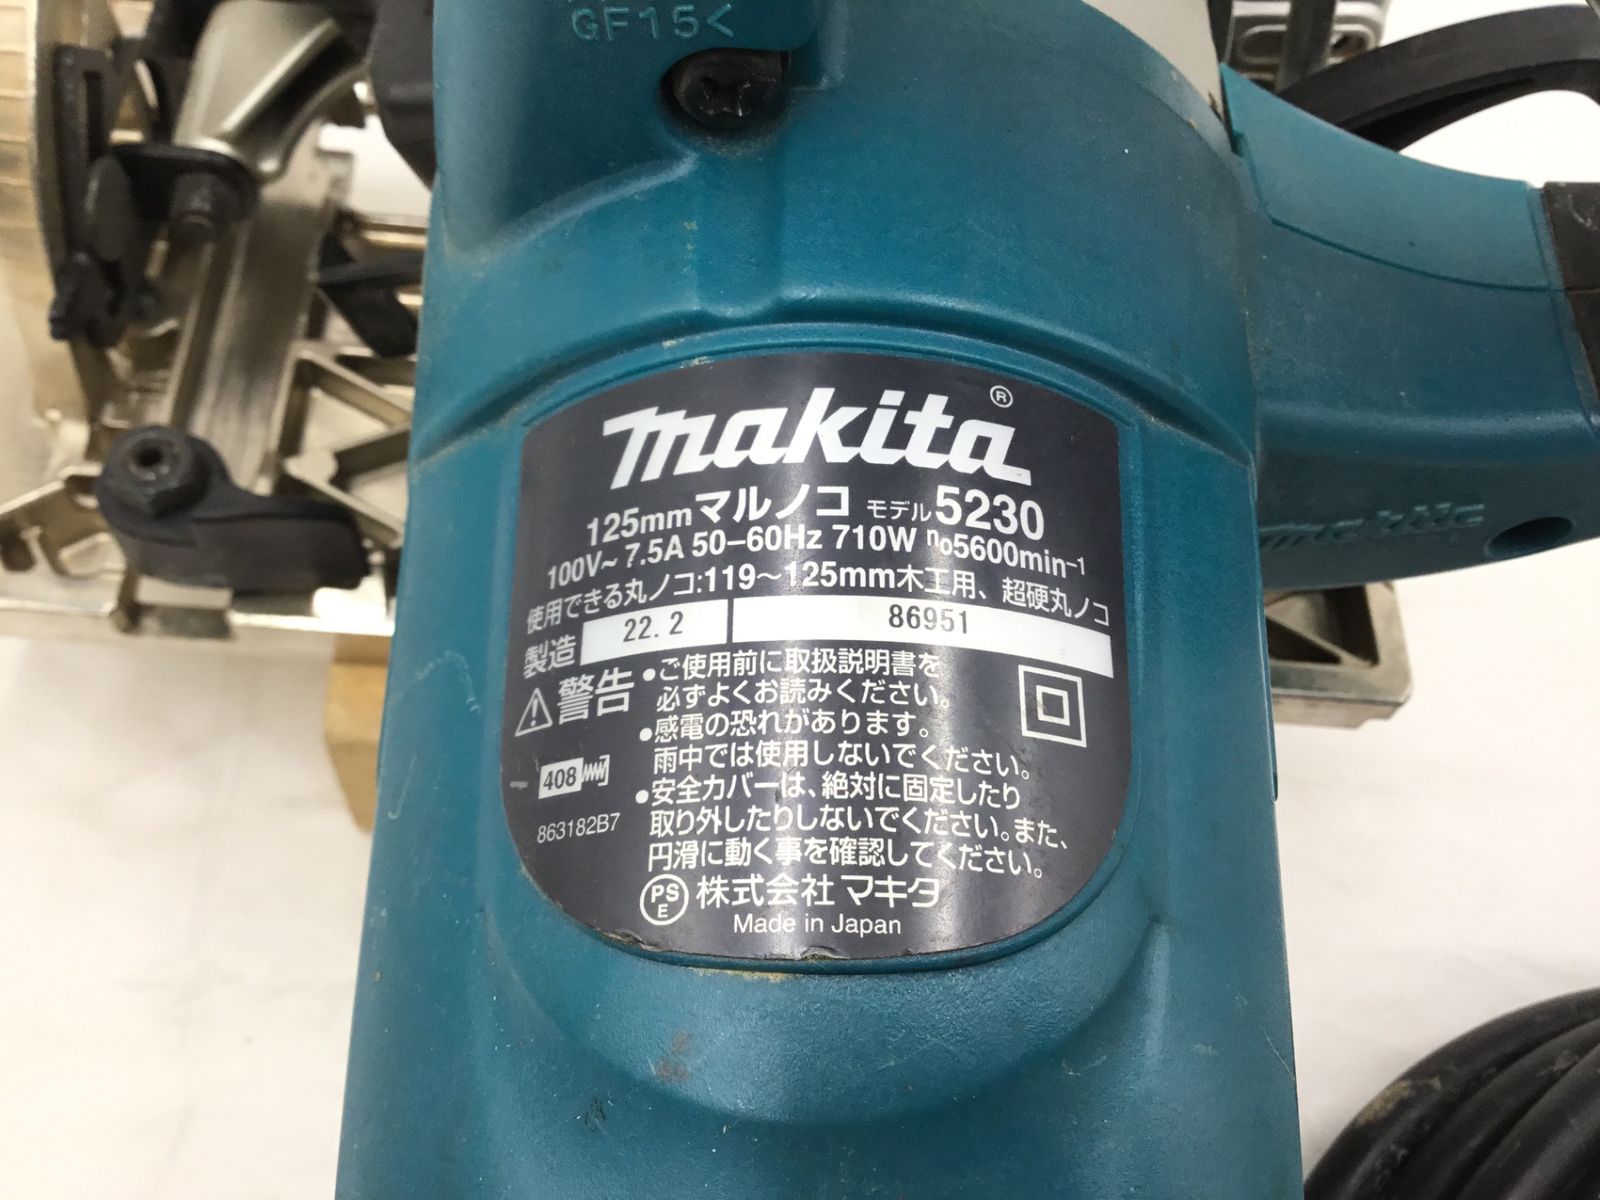 GF15<
makita®
125mmマルノコ モデル5230
100V~7.5A 50-60Hz 710W n₀5600min⁻¹
使用できる丸ノコ:119~125mm木工用、超硬丸ノコ
製造 22.2 86951
⚠警告 •ご使用前に取扱説明書を
必ずよくお読みください。
•感電の恐れがあります。
雨中では使用しないでください。
408
•安全カバーは、絶対に固定したり
863182B7
取り外したりしないでください。また、
円滑に動く事を確認してください。
PSE 株式会社マキタ
Made in Japan
makita